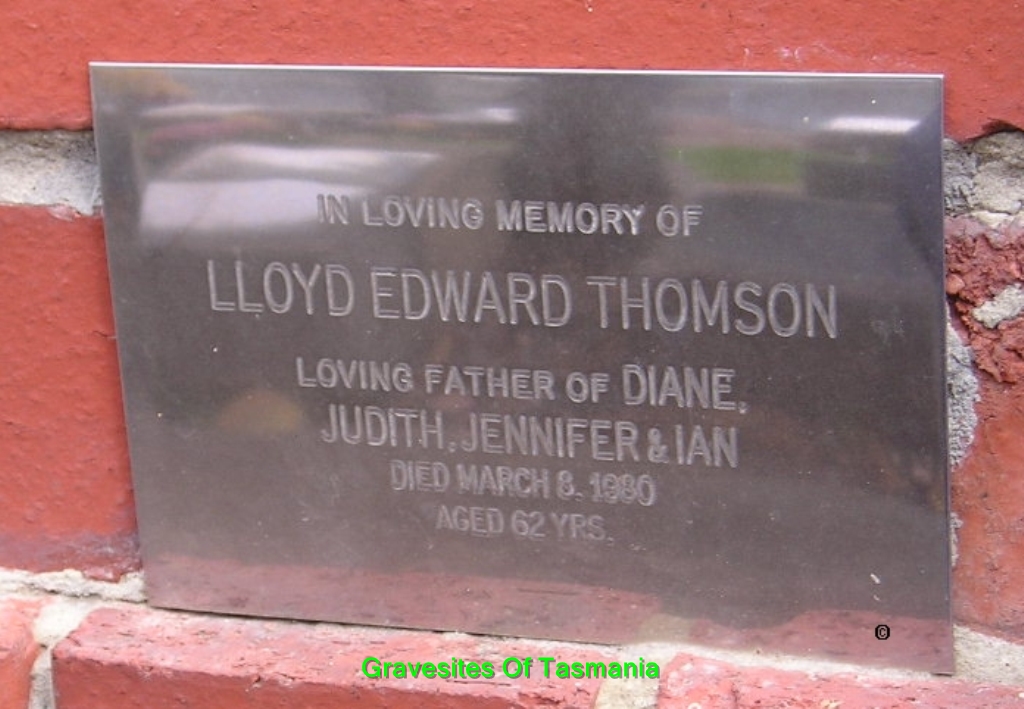 IN LOVING MEMORY OF
LLOYD EDWARD THOMSON
LOVING FATHER OF DIANE,
JUDITH, JENNIFER & IAN
DIED MARCH 8, 1980
AGED 62 YRS.
©
Gravesites Of Tasmania